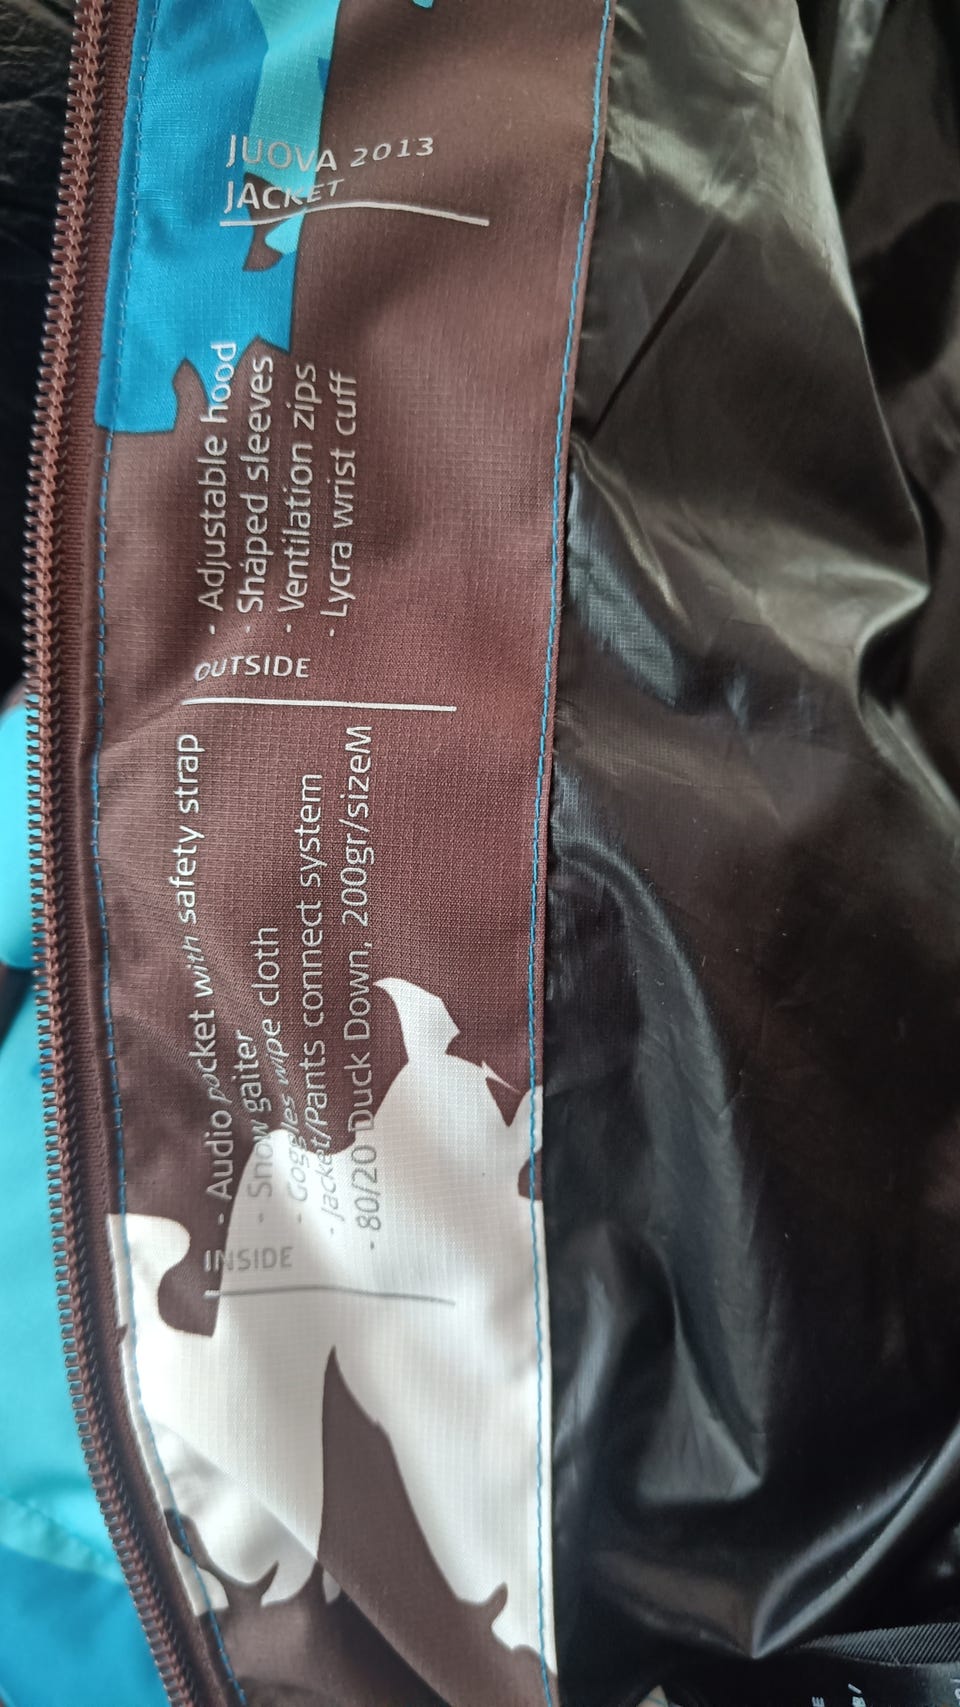 JUOVA 2013
JACKET
OUTSIDE
- Adjustable hood
- Shaped sleeves
- Ventilation zips
- Lycra wrist cuff
INSIDE
- Audio pocket with safety strap
- Snow gaiter
- Goggles wipe cloth
- Jacket/Pants connect system
- 80/20 Duck Down, 200gr/sizeM